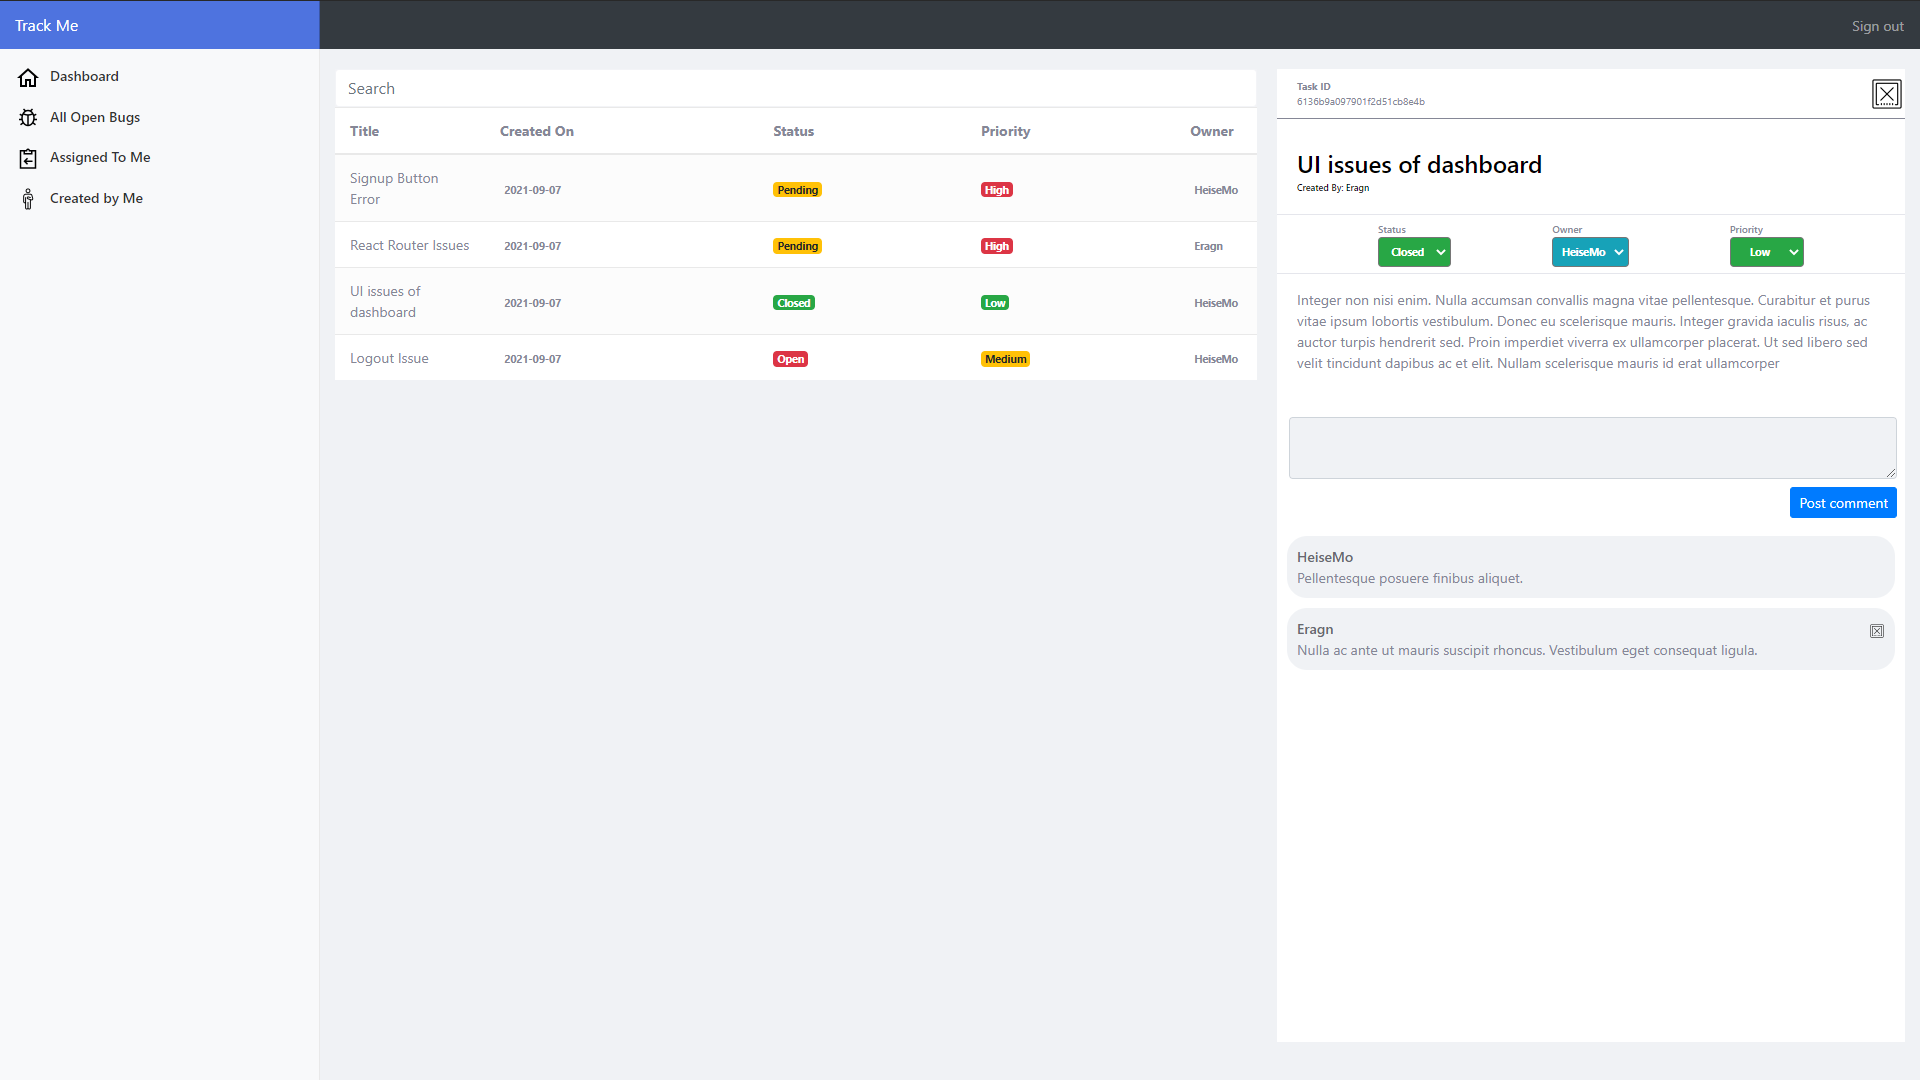 Track Me
Sign out
Dashboard
All Open Bugs
Assigned To Me
Created by Me
Search
Title Created On Status Priority Owner
Signup Button
Error
2021-09-07 Pending High HeiseMo
React Router Issues 2021-09-07 Pending High Eragn
UI issues of
dashboard
2021-09-07 Closed Low HeiseMo
Logout Issue 2021-09-07 Open Medium HeiseMo
Task ID
6136b9a097901f2d51cb8e4b
UI issues of dashboard
Created By: Eragn
Status Owner Priority
Closed HeiseMo Low
Integer non nisi enim. Nulla accumsan convallis magna vitae pellentesque. Curabitur et purus
vitae ipsum lobortis vestibulum. Donec eu scelerisque mauris. Integer gravida iaculis risus, ac
auctor turpis hendrerit sed. Proin imperdiet viverra ex ullamcorper placerat. Ut sed libero sed
velit tincidunt dapibus ac et elit. Nullam scelerisque mauris id erat ullamcorper
Post comment
HeiseMo
Pellentesque posuere finibus aliquet.
Eragn
Nulla ac ante ut mauris suscipit rhoncus. Vestibulum eget consequat ligula.